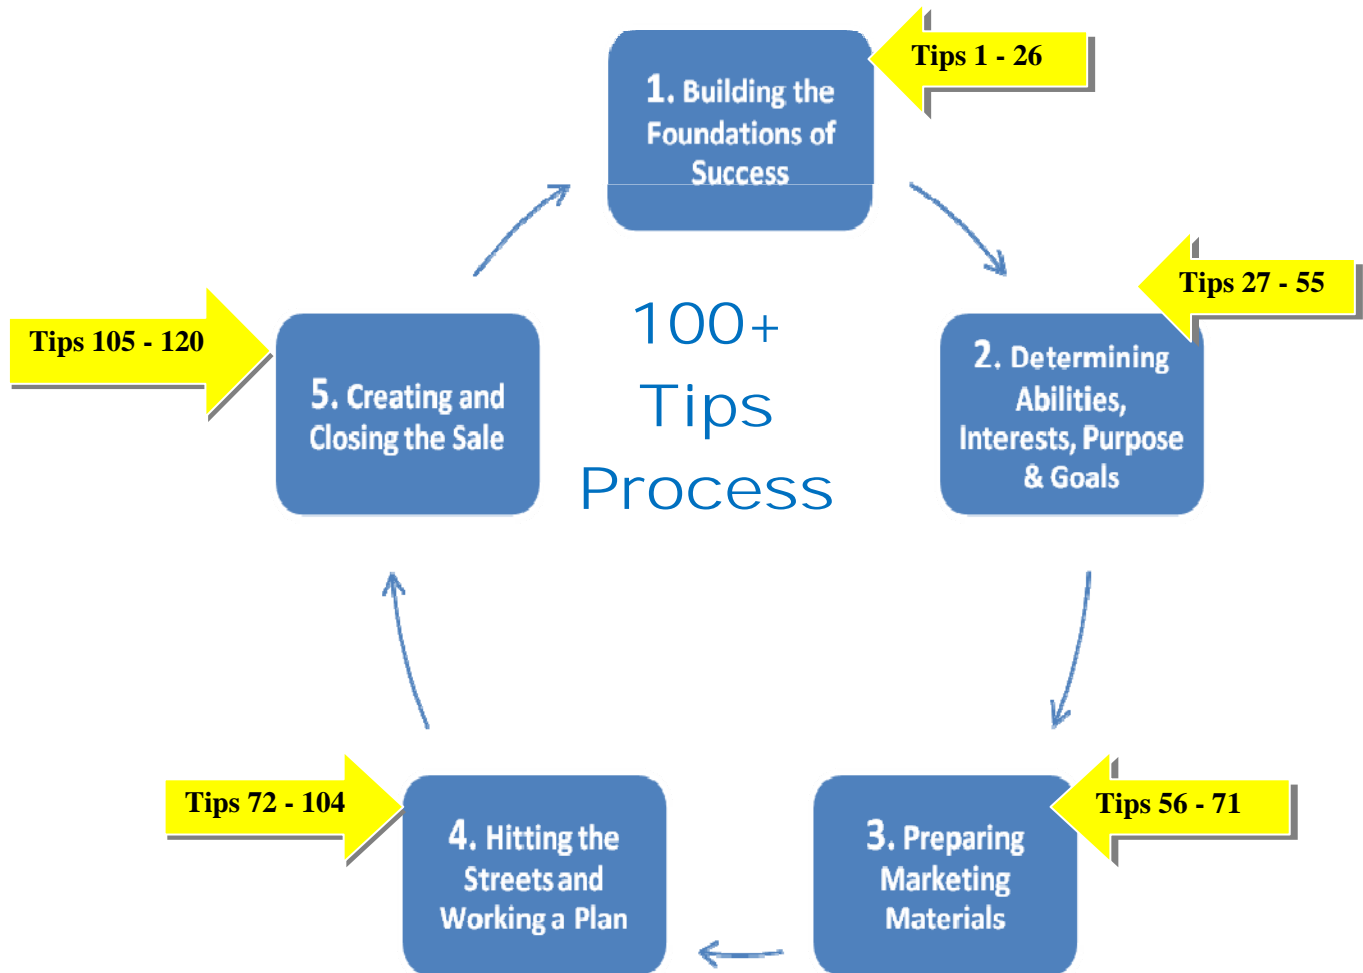 Tips 1 - 26
1. Building the
Foundations of
Success
Tips 27 - 55
2. Determining
Abilities,
Interests, Purpose
& Goals
100+
Tips
Process
Tips 105 - 120
5. Creating and
Closing the Sale
Tips 72 - 104
4. Hitting the
Streets and
Working a Plan
Tips 56 - 71
3. Preparing
Marketing
Materials